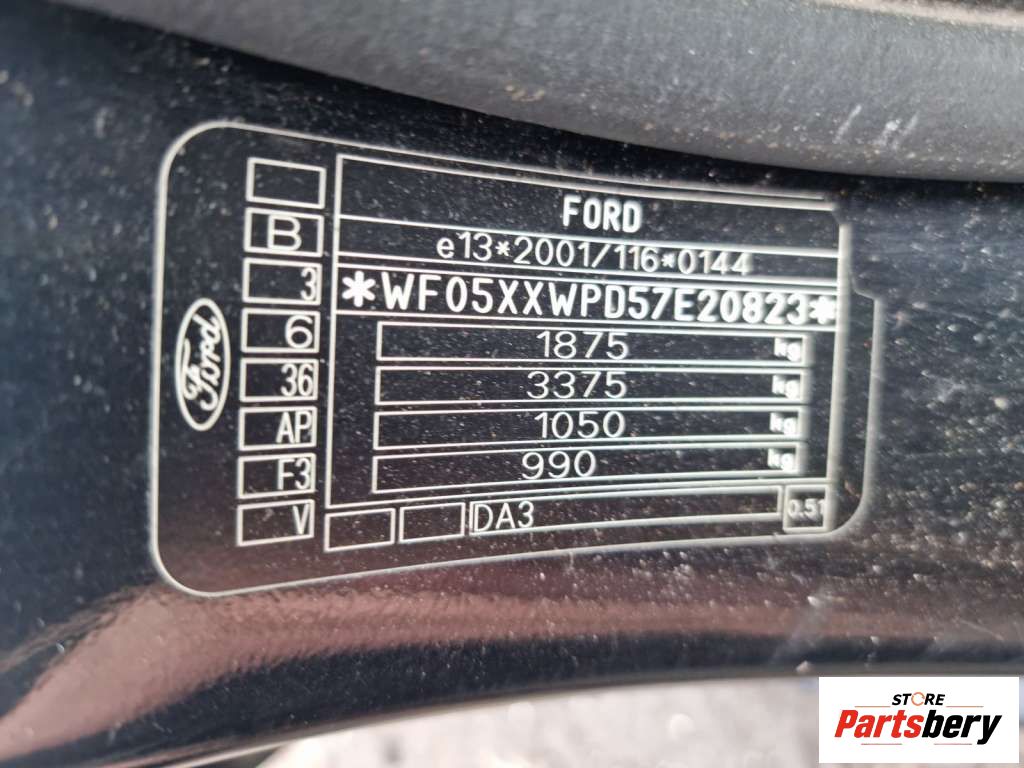 FORD
e13*2001/116*0144
*WF05XXWPD57E20823*
1875 kg
3375 kg
1050 kg
990 kg
B
3
6
36
AP
F3
V
DA3
0.51
Ford
STORE
Partsbery